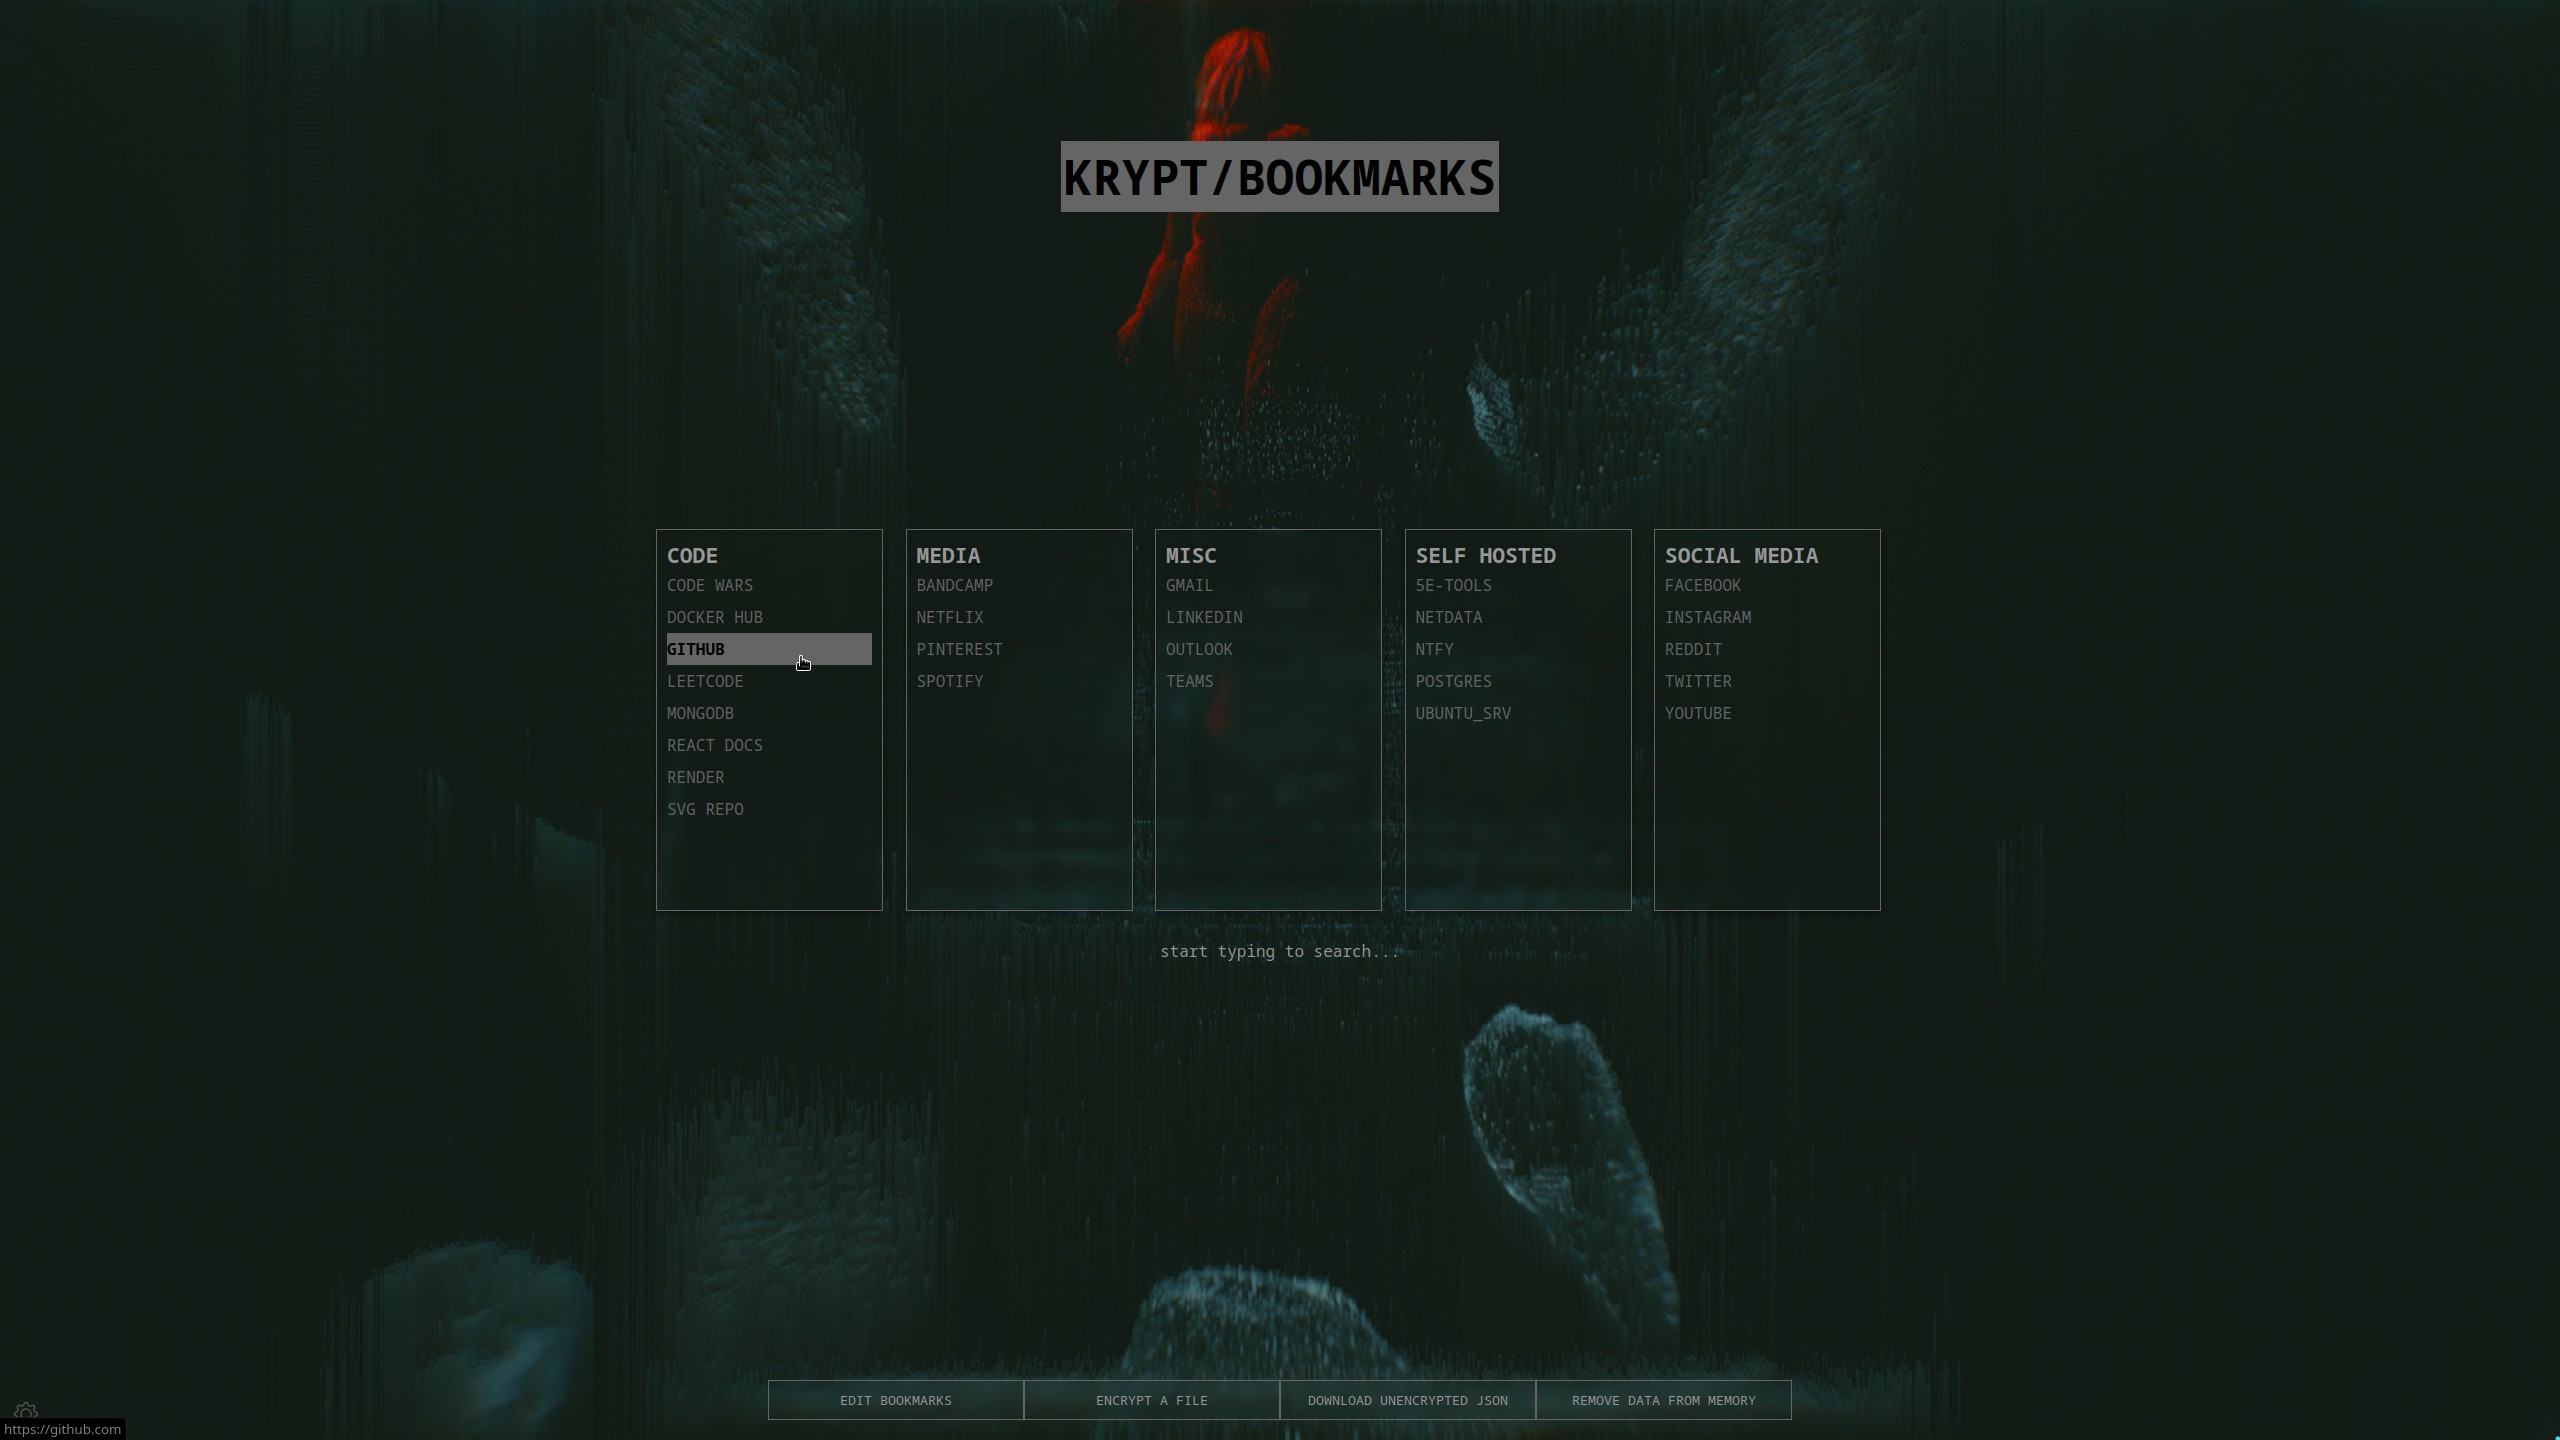 KRYPT/BOOKMARKS
CODE
CODE WARS
DOCKER HUB
GITHUB
LEETCODE
MONGODB
REACT DOCS
RENDER
SVG REPO
MEDIA
BANDCAMP
NETFLIX
PINTEREST
SPOTIFY
MISC
GMAIL
LINKEDIN
OUTLOOK
TEAMS
SELF HOSTED
5E-TOOLS
NETDATA
NTFY
POSTGRES
UBUNTU_SRV
SOCIAL MEDIA
FACEBOOK
INSTAGRAM
REDDIT
TWITTER
YOUTUBE
start typing to search...
EDIT BOOKMARKS
ENCRYPT A FILE
DOWNLOAD UNENCRYPTED JSON
REMOVE DATA FROM MEMORY
https://github.com